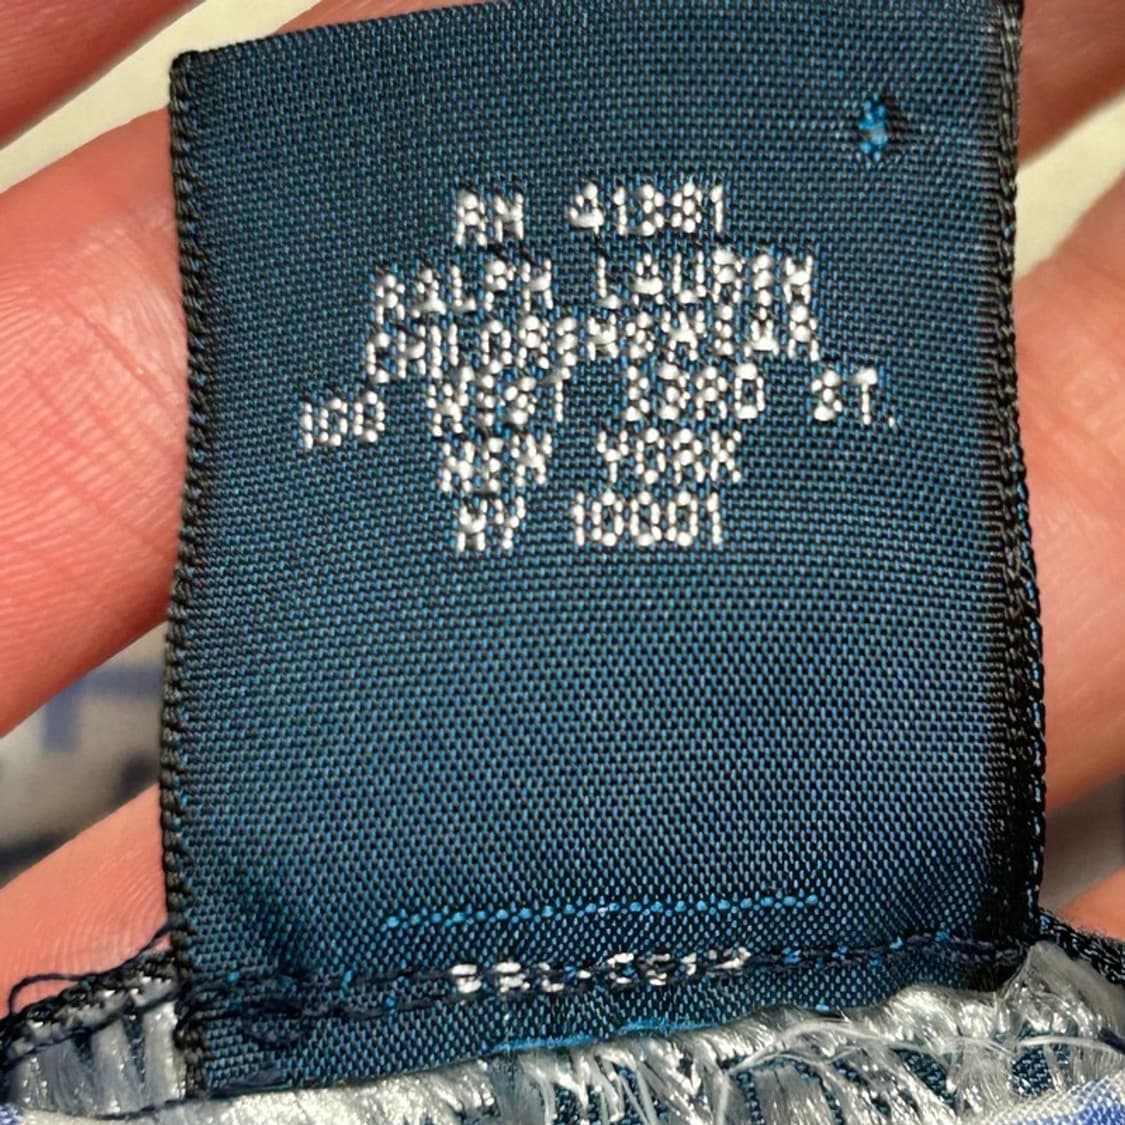 RN 41381
RALPH LAUREN
CHILDRENSWEAR
100 WEST 33RD ST.
NEW YORK
NY 10001